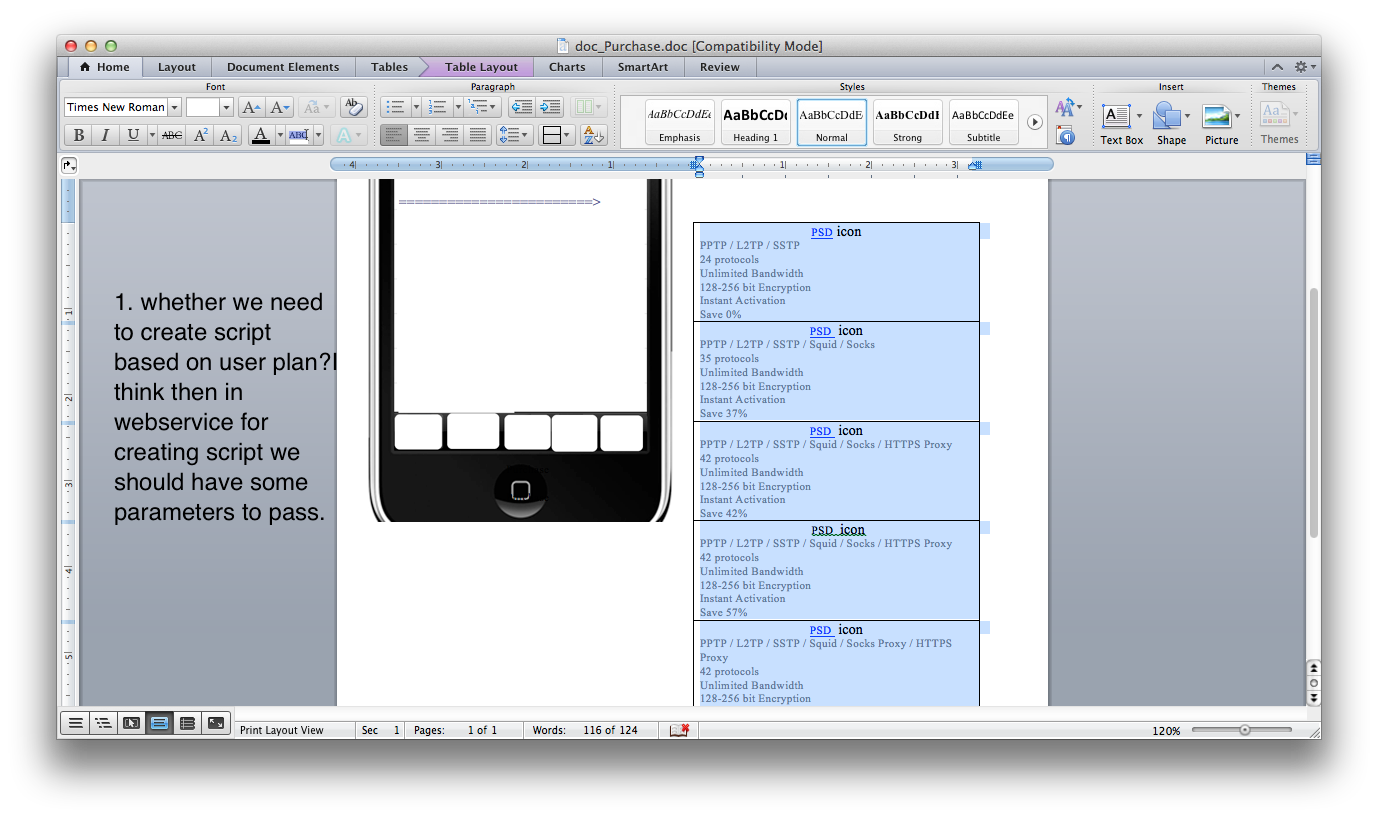 doc_Purchase.doc [Compatibility Mode]
Home Layout Document Elements Tables Table Layout Charts SmartArt Review
Font Paragraph Styles Insert Themes
Times New Roman
AaBbCcDdEe AaBbCcDc AaBbCcDdEe AaBbCcDdE AaBbCcDdEe
Emphasis Heading 1 Normal Strong Subtitle
Text Box Shape Picture Themes
=========================>
1. whether we need
to create script
based on user plan?I
think then in
webservice for
creating script we
should have some
parameters to pass.
PSD icon
PPTP / L2TP / SSTP
24 protocols
Unlimited Bandwidth
128-256 bit Encryption
Instant Activation
Save 0%
PSD icon
PPTP / L2TP / SSTP / Squid / Socks
35 protocols
Unlimited Bandwidth
128-256 bit Encryption
Instant Activation
Save 37%
PSD icon
PPTP / L2TP / SSTP / Squid / Socks / HTTPS Proxy
42 protocols
Unlimited Bandwidth
128-256 bit Encryption
Instant Activation
Save 42%
PSD icon
PPTP / L2TP / SSTP / Squid / Socks / HTTPS Proxy
42 protocols
Unlimited Bandwidth
128-256 bit Encryption
Instant Activation
Save 57%
PSD icon
PPTP / L2TP / SSTP / Squid / Socks Proxy / HTTPS
Proxy
42 protocols
Unlimited Bandwidth
128-256 bit Encryption
Print Layout View Sec 1 Pages: 1 of 1 Words: 116 of 124 120%